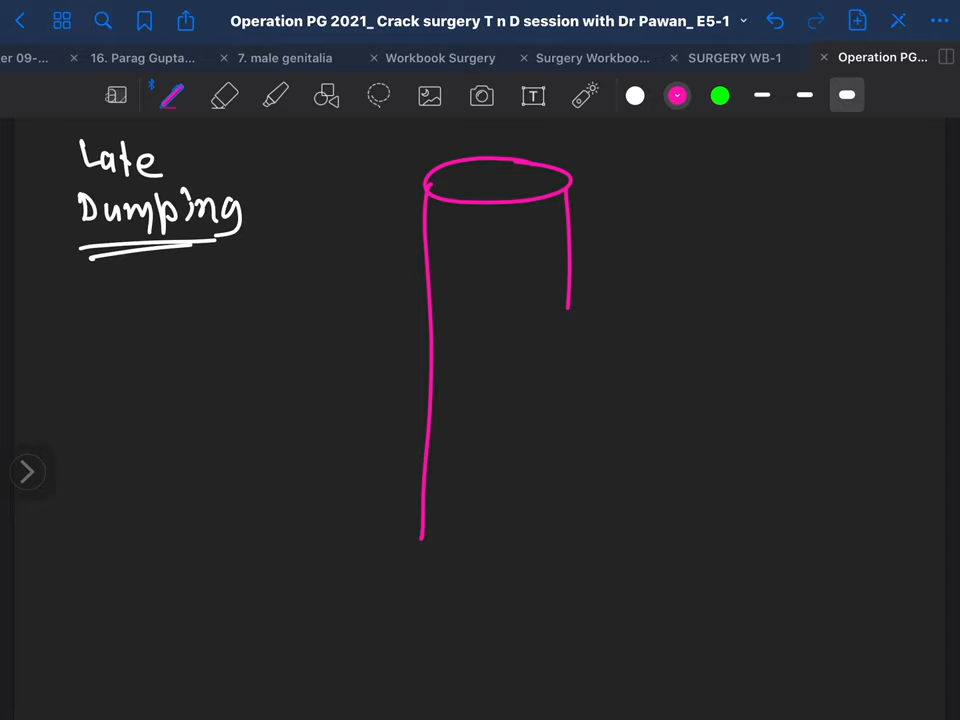 Operation PG 2021_ Crack surgery T n D session with Dr Pawan_ E5-1
er 09-...
16. Parag Gupta...
7. male genitalia
Workbook Surgery
Surgery Workboo...
SURGERY WB-1
Operation PG...
T
Late
Dumping